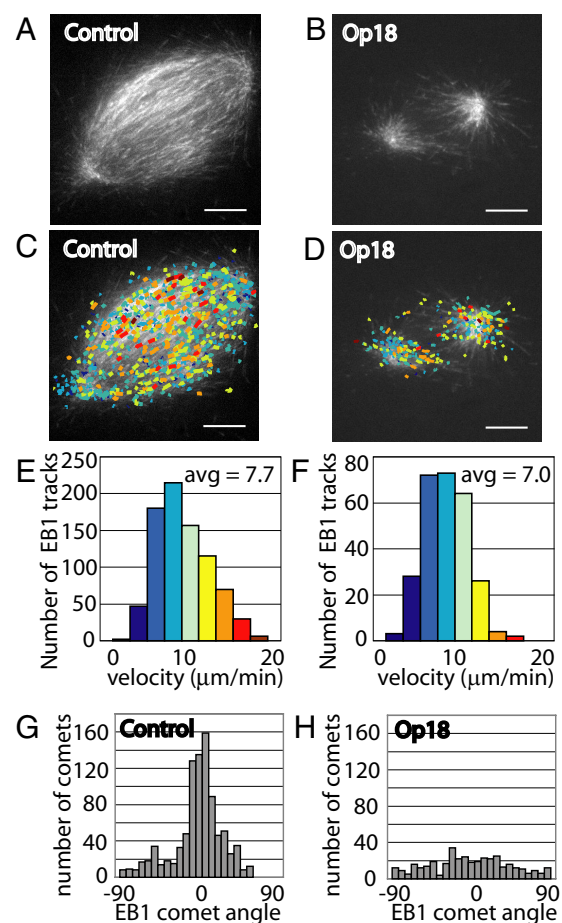 A Control
B Op18
C Control
D Op18
E
Number of EB1 tracks
250
200
150
100
50
0
avg = 7.7
0 10 20
velocity (μm/min)
F
Number of EB1 tracks
80
60
40
20
0
avg = 7.0
0 10 20
velocity (μm/min)
G Control
number of comets
160
120
80
40
0
-90 0 90
EB1 comet angle
H Op18
number of comets
160
120
80
40
0
-90 0 90
EB1 comet angle